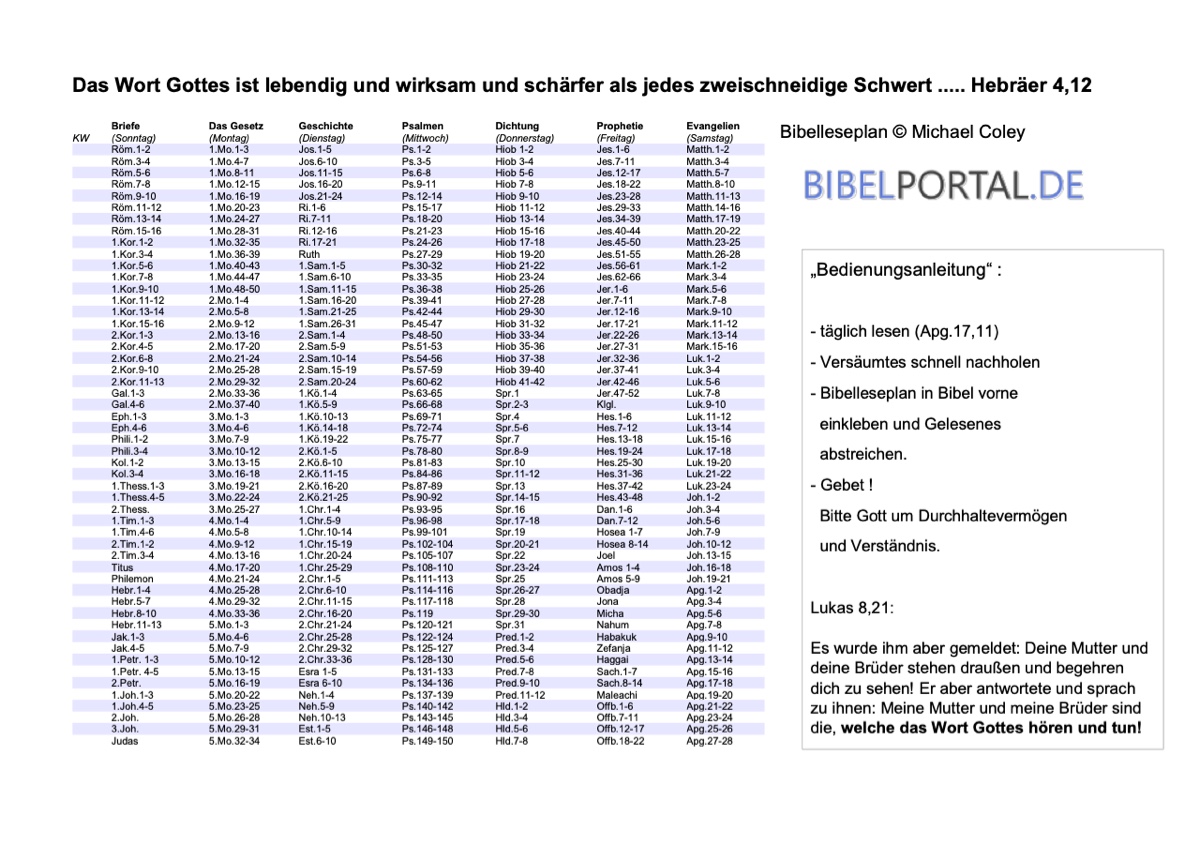 Das Wort Gottes ist lebendig und wirksam und schärfer als jedes zweischneidige Schwert ..... Hebräer 4,12
Briefe Das Gesetz Geschichte Psalmen Dichtung Prophetie Evangelien
KW (Sonntag) (Montag) (Dienstag) (Mittwoch) (Donnerstag) (Freitag) (Samstag)
Röm.1-2 1.Mo.1-3 Jos.1-5 Ps.1-2 Hiob 1-2 Jes.1-6 Matth.1-2
Röm.3-4 1.Mo.4-7 Jos.6-10 Ps.3-5 Hiob 3-4 Jes.7-11 Matth.3-4
Röm.5-6 1.Mo.8-11 Jos.11-15 Ps.6-8 Hiob 5-6 Jes.12-17 Matth.5-7
Röm.7-8 1.Mo.12-15 Jos.16-20 Ps.9-11 Hiob 7-8 Jes.18-22 Matth.8-10
Röm.9-10 1.Mo.16-19 Jos.21-24 Ps.12-14 Hiob 9-10 Jes.23-28 Matth.11-13
Röm.11-12 1.Mo.20-23 Ri.1-6 Ps.15-17 Hiob 11-12 Jes.29-33 Matth.14-16
Röm.13-14 1.Mo.24-27 Ri.7-11 Ps.18-20 Hiob 13-14 Jes.34-39 Matth.17-19
Röm.15-16 1.Mo.28-31 Ri.12-16 Ps.21-23 Hiob 15-16 Jes.40-44 Matth.20-22
1.Kor.1-2 1.Mo.32-35 Ri.17-21 Ps.24-26 Hiob 17-18 Jes.45-50 Matth.23-25
1.Kor.3-4 1.Mo.36-39 Ruth Ps.27-29 Hiob 19-20 Jes.51-55 Matth.26-28
1.Kor.5-6 1.Mo.40-43 1.Sam.1-5 Ps.30-32 Hiob 21-22 Jes.56-61 Mark.1-2
1.Kor.7-8 1.Mo.44-47 1.Sam.6-10 Ps.33-35 Hiob 23-24 Jes.62-66 Mark.3-4
1.Kor.9-10 1.Mo.48-50 1.Sam.11-15 Ps.36-38 Hiob 25-26 Jer.1-6 Mark.5-6
1.Kor.11-12 2.Mo.1-4 1.Sam.16-20 Ps.39-41 Hiob 27-28 Jer.7-11 Mark.7-8
1.Kor.13-14 2.Mo.5-8 1.Sam.21-25 Ps.42-44 Hiob 29-30 Jer.12-16 Mark.9-10
1.Kor.15-16 2.Mo.9-12 1.Sam.26-31 Ps.45-47 Hiob 31-32 Jer.17-21 Mark.11-12
2.Kor.1-3 2.Mo.13-16 2.Sam.1-4 Ps.48-50 Hiob 33-34 Jer.22-26 Mark.13-14
2.Kor.4-5 2.Mo.17-20 2.Sam.5-9 Ps.51-53 Hiob 35-36 Jer.27-31 Mark.15-16
2.Kor.6-8 2.Mo.21-24 2.Sam.10-14 Ps.54-56 Hiob 37-38 Jer.32-36 Luk.1-2
2.Kor.9-10 2.Mo.25-28 2.Sam.15-19 Ps.57-59 Hiob 39-40 Jer.37-41 Luk.3-4
2.Kor.11-13 2.Mo.29-32 2.Sam.20-24 Ps.60-62 Hiob 41-42 Jer.42-46 Luk.5-6
Gal.1-3 2.Mo.33-36 1.Kö.1-4 Ps.63-65 Spr.1 Jer.47-52 Luk.7-8
Gal.4-6 2.Mo.37-40 1.Kö.5-9 Ps.66-68 Spr.2-3 Klgl. Luk.9-10
Eph.1-3 3.Mo.1-3 1.Kö.10-13 Ps.69-71 Spr.4 Hes.1-6 Luk.11-12
Eph.4-6 3.Mo.4-6 1.Kö.14-18 Ps.72-74 Spr.5-6 Hes.7-12 Luk.13-14
Phili.1-2 3.Mo.7-9 1.Kö.19-22 Ps.75-77 Spr.7 Hes.13-18 Luk.15-16
Phili.3-4 3.Mo.10-12 2.Kö.1-5 Ps.78-80 Spr.8-9 Hes.19-24 Luk.17-18
Kol.1-2 3.Mo.13-15 2.Kö.6-10 Ps.81-83 Spr.10 Hes.25-30 Luk.19-20
Kol.3-4 3.Mo.16-18 2.Kö.11-15 Ps.84-86 Spr.11-12 Hes.31-36 Luk.21-22
1.Thess.1-3 3.Mo.19-21 2.Kö.16-20 Ps.87-89 Spr.13 Hes.37-42 Luk.23-24
1.Thess.4-5 3.Mo.22-24 2.Kö.21-25 Ps.90-92 Spr.14-15 Hes.43-48 Joh.1-2
2.Thess. 3.Mo.25-27 1.Chr.1-4 Ps.93-95 Spr.16 Dan.1-6 Joh.3-4
1.Tim.1-3 4.Mo.1-4 1.Chr.5-9 Ps.96-98 Spr.17-18 Dan.7-12 Joh.5-6
1.Tim.4-6 4.Mo.5-8 1.Chr.10-14 Ps.99-101 Spr.19 Hosea 1-7 Joh.7-9
2.Tim.1-2 4.Mo.9-12 1.Chr.15-19 Ps.102-104 Spr.20-21 Hosea 8-14 Joh.10-12
2.Tim.3-4 4.Mo.13-16 1.Chr.20-24 Ps.105-107 Spr.22 Joel Joh.13-15
Titus 4.Mo.17-20 1.Chr.25-29 Ps.108-110 Spr.23-24 Amos 1-4 Joh.16-18
Philemon 4.Mo.21-24 2.Chr.1-5 Ps.111-113 Spr.25 Amos 5-9 Joh.19-21
Hebr.1-4 4.Mo.25-28 2.Chr.6-10 Ps.114-116 Spr.26-27 Obadja Apg.1-2
Hebr.5-7 4.Mo.29-32 2.Chr.11-15 Ps.117-118 Spr.28 Jona Apg.3-4
Hebr.8-10 4.Mo.33-36 2.Chr.16-20 Ps.119 Spr.29-30 Micha Apg.5-6
Hebr.11-13 5.Mo.1-3 2.Chr.21-24 Ps.120-121 Spr.31 Nahum Apg.7-8
Jak.1-3 5.Mo.4-6 2.Chr.25-28 Ps.122-124 Pred.1-2 Habakuk Apg.9-10
Jak.4-5 5.Mo.7-9 2.Chr.29-32 Ps.125-127 Pred.3-4 Zefanja Apg.11-12
1.Petr. 1-3 5.Mo.10-12 2.Chr.33-36 Ps.128-130 Pred.5-6 Haggai Apg.13-14
1.Petr. 4-5 5.Mo.13-15 Esra 1-5 Ps.131-133 Pred.7-8 Sach.1-7 Apg.15-16
2.Petr. 5.Mo.16-19 Esra 6-10 Ps.134-136 Pred.9-10 Sach.8-14 Apg.17-18
1.Joh.1-3 5.Mo.20-22 Neh.1-4 Ps.137-139 Pred.11-12 Maleachi Apg.19-20
1.Joh.4-5 5.Mo.23-25 Neh.5-9 Ps.140-142 Hld.1-2 Offb.1-6 Apg.21-22
2.Joh. 5.Mo.26-28 Neh.10-13 Ps.143-145 Hld.3-4 Offb.7-11 Apg.23-24
3.Joh. 5.Mo.29-31 Est.1-5 Ps.146-148 Hld.5-6 Offb.12-17 Apg.25-26
Judas 5.Mo.32-34 Est.6-10 Ps.149-150 Hld.7-8 Offb.18-22 Apg.27-28
Bibelleseplan © Michael Coley
BIBELPORTAL.DE
„Bedienungsanleitung“ :
- täglich lesen (Apg.17,11)
- Versäumtes schnell nachholen
- Bibelleseplan in Bibel vorne
einkleben und Gelesenes
abstreichen.
- Gebet !
Bitte Gott um Durchhaltevermögen
und Verständnis.
Lukas 8,21:
Es wurde ihm aber gemeldet: Deine Mutter und
deine Brüder stehen draußen und begehren
dich zu sehen! Er aber antwortete und sprach
zu ihnen: Meine Mutter und meine Brüder sind
die, welche das Wort Gottes hören und tun!